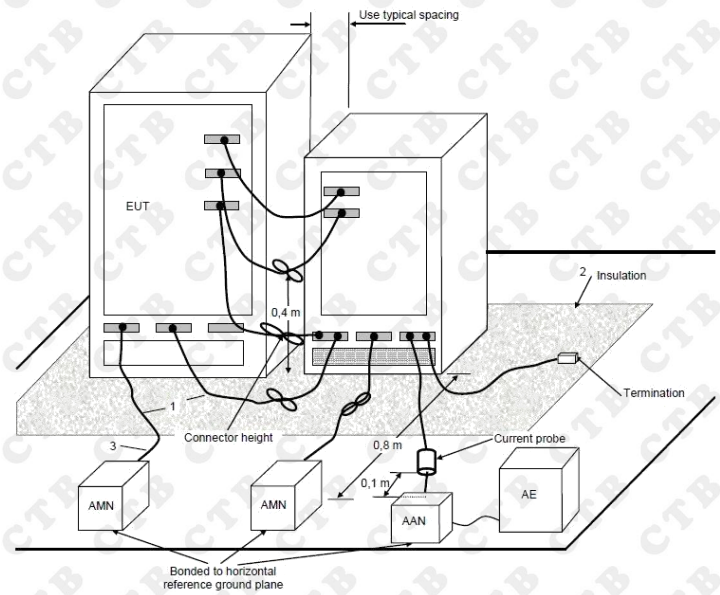 Use typical spacing
EUT
2
Insulation
0,4 m
1
Termination
Connector height
3
0,8 m
Current probe
0,1 m
AMN
AMN
AAN
AE
Bonded to horizontal
reference ground plane
CTB